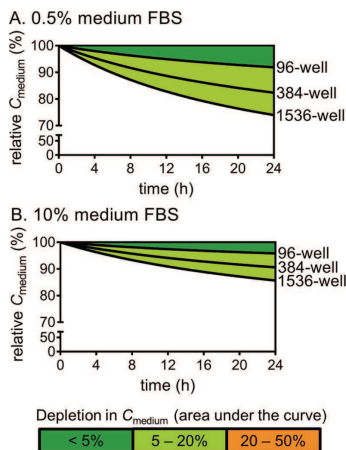 A. 0.5% medium FBS
relative Cmedium (%)
100
90
80
70
50
0
96-well
384-well
1536-well
0 4 8 12 16 20 24
time (h)
B. 10% medium FBS
relative Cmedium (%)
100
90
80
70
50
0
96-well
384-well
1536-well
0 4 8 12 16 20 24
time (h)
Depletion in Cmedium (area under the curve)
< 5% 5 – 20% 20 – 50%